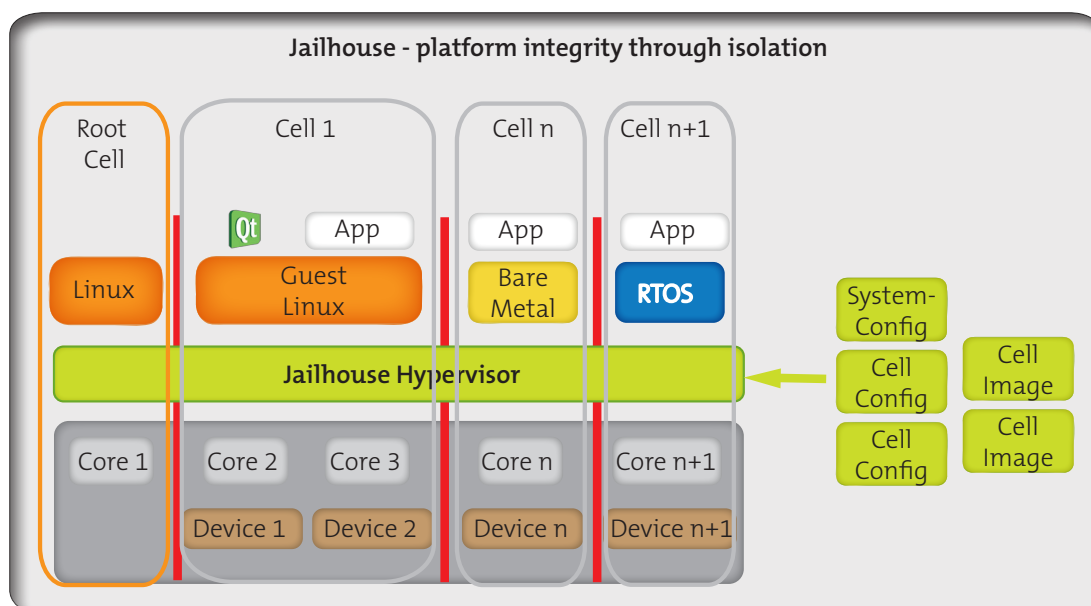 Jailhouse - platform integrity through isolation
Root
Cell
Cell 1
Cell n
Cell n+1
Qt
App
App
App
Linux
Guest
Linux
Bare
Metal
RTOS
Jailhouse Hypervisor
System-
Config
Cell
Config
Cell
Config
Cell
Image
Cell
Image
Core 1
Core 2
Core 3
Core n
Core n+1
Device 1
Device 2
Device n
Device n+1